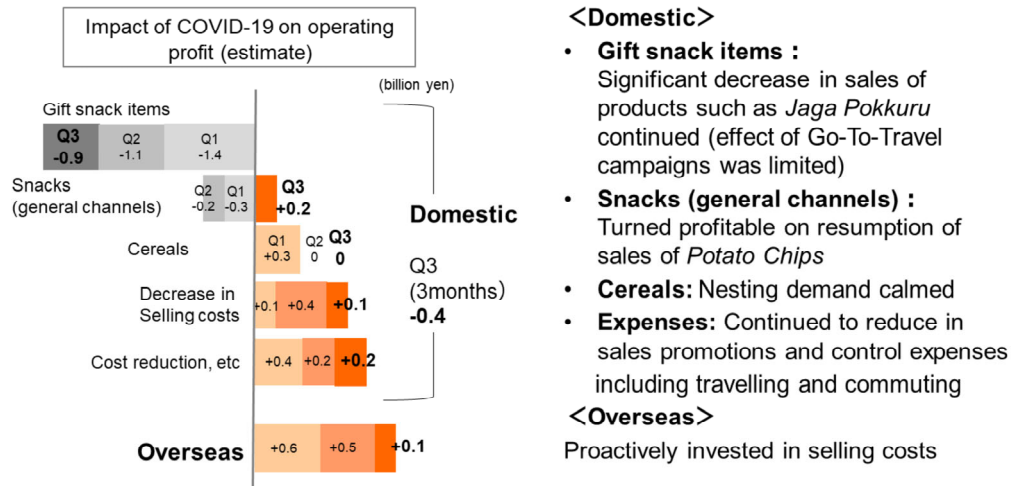 Impact of COVID-19 on operating
profit (estimate)
(billion yen)
Gift snack items
Q3
-0.9
Q2
-1.1
Q1
-1.4
Snacks
(general channels)
Q2
-0.2
Q1
-0.3
Q3
+0.2
Cereals
Q1
+0.3
Q2
0
Q3
0
Decrease in
Selling costs
+0.1
+0.4
+0.1
Cost reduction, etc
+0.4
+0.2
+0.2
Domestic
Q3
(3months)
-0.4
Overseas
+0.6
+0.5
+0.1
<Domestic>
• Gift snack items :
Significant decrease in sales of
products such as Jaga Pokkuru
continued (effect of Go-To-Travel
campaigns was limited)
• Snacks (general channels) :
Turned profitable on resumption of
sales of Potato Chips
• Cereals: Nesting demand calmed
• Expenses: Continued to reduce in
sales promotions and control expenses
including travelling and commuting
<Overseas>
Proactively invested in selling costs